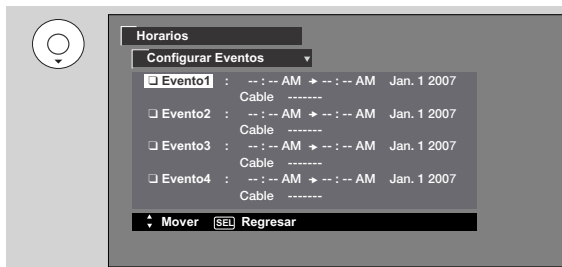 Horarios
Configurar Eventos ▼
❏ Evento1 : -- : -- AM ➔ -- : -- AM Jan. 1 2007
Cable -------
❏ Evento2 : -- : -- AM ➔ -- : -- AM Jan. 1 2007
Cable -------
❏ Evento3 : -- : -- AM ➔ -- : -- AM Jan. 1 2007
Cable -------
❏ Evento4 : -- : -- AM ➔ -- : -- AM Jan. 1 2007
Cable -------
Mover SEL Regresar